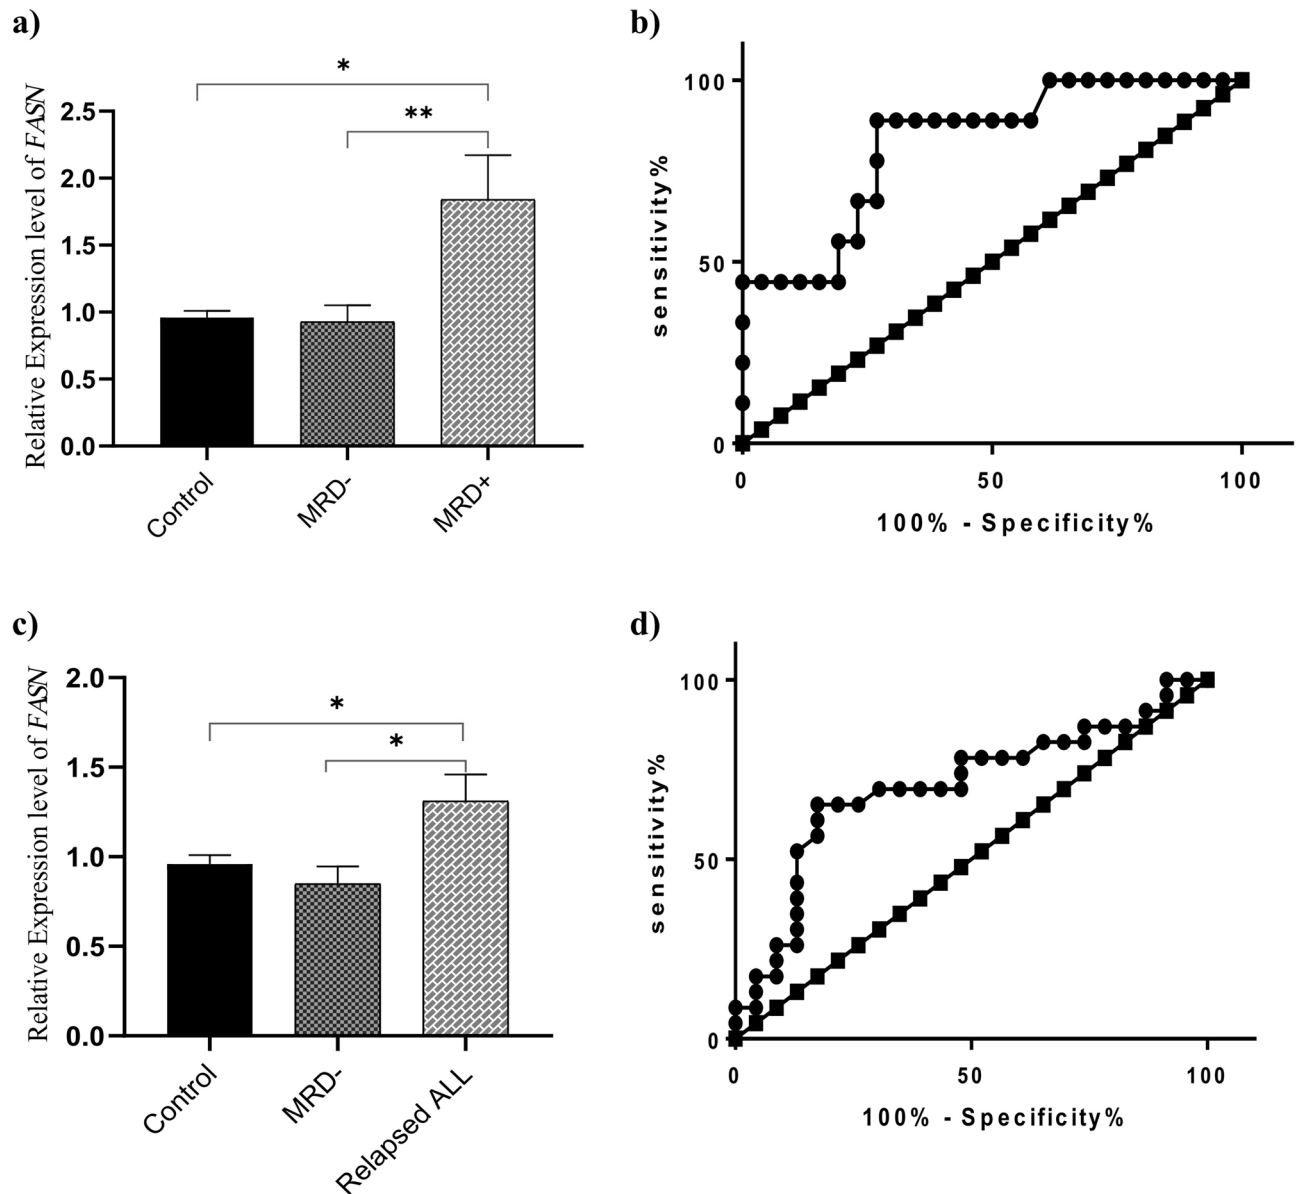 a)
Relative Expression level of FASN
2.5
2.0
1.5
1.0
0.5
0.0
*
**
Control
MRD-
MRD+
b)
sensitivity%
100
50
0
0
50
100
100% - Specificity%
c)
Relative Expression level of FASN
2.0
1.5
1.0
0.5
0.0
*
*
Control
MRD-
Relapsed ALL
d)
sensitivity%
100
50
0
0
50
100
100% - Specificity%